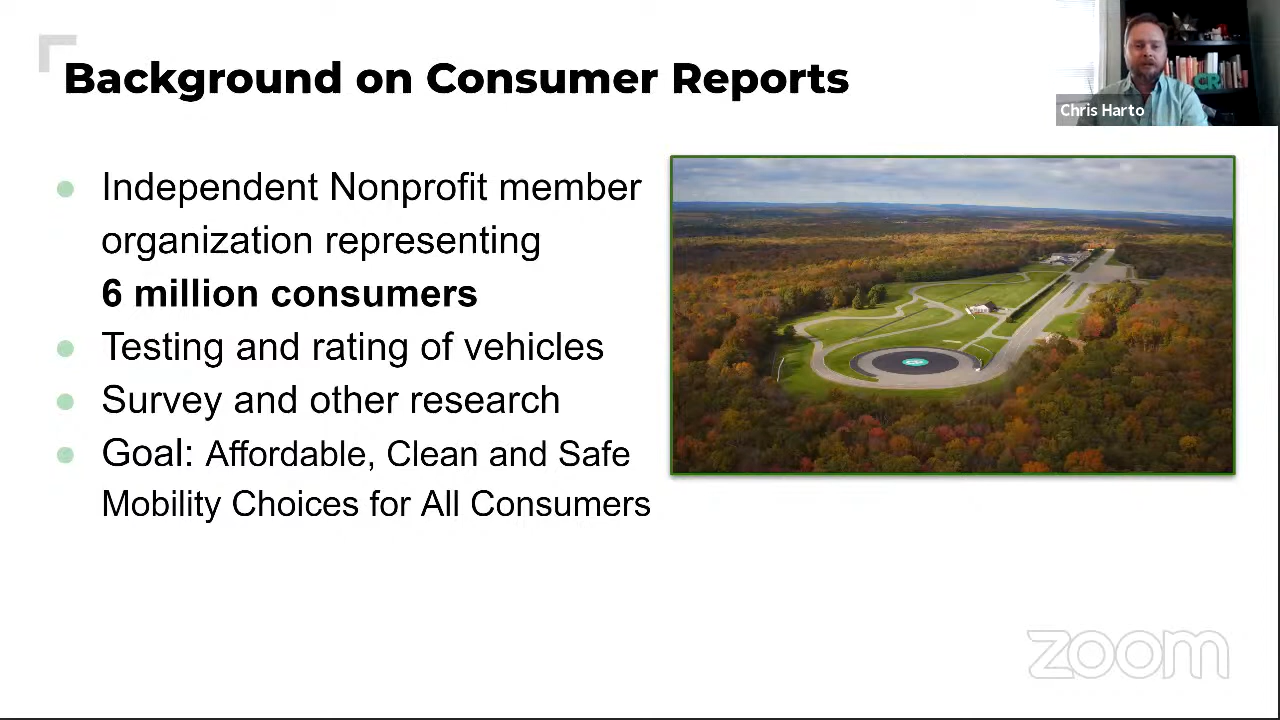 Background on Consumer Reports
Chris Harto
CR
Independent Nonprofit member
organization representing
6 million consumers
Testing and rating of vehicles
Survey and other research
Goal: Affordable, Clean and Safe
Mobility Choices for All Consumers
zoom